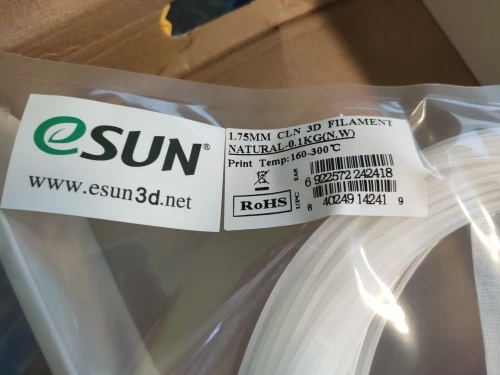 eSUN®
www.esun3d.net
1.75MM CLN 3D FILAMENT
NATURAL-0.1KG(N.W)
Print Temp:160-300℃
EAN
6 922572 242418
RoHS
UPC
8 40249 14241 9